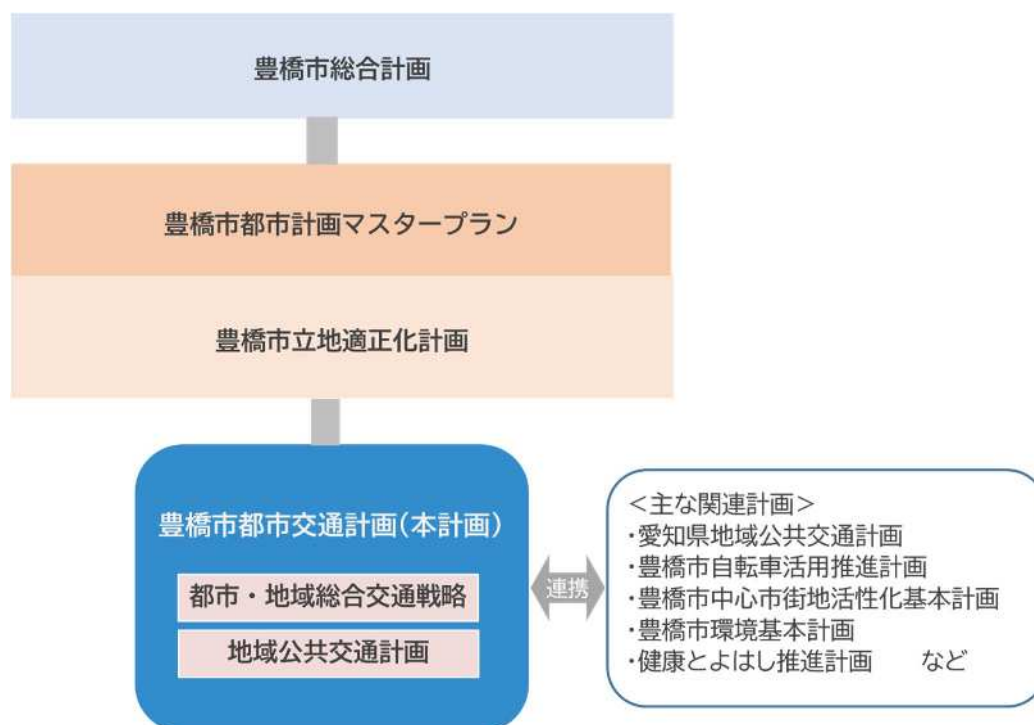 豊橋市総合計画
豊橋市都市計画マスタープラン
豊橋市立地適正化計画
豊橋市都市交通計画(本計画)
都市・地域総合交通戦略
地域公共交通計画
連携
＜主な関連計画＞
・愛知県地域公共交通計画
・豊橋市自転車活用推進計画
・豊橋市中心市街地活性化基本計画
・豊橋市環境基本計画
・健康とよはし推進計画　　など